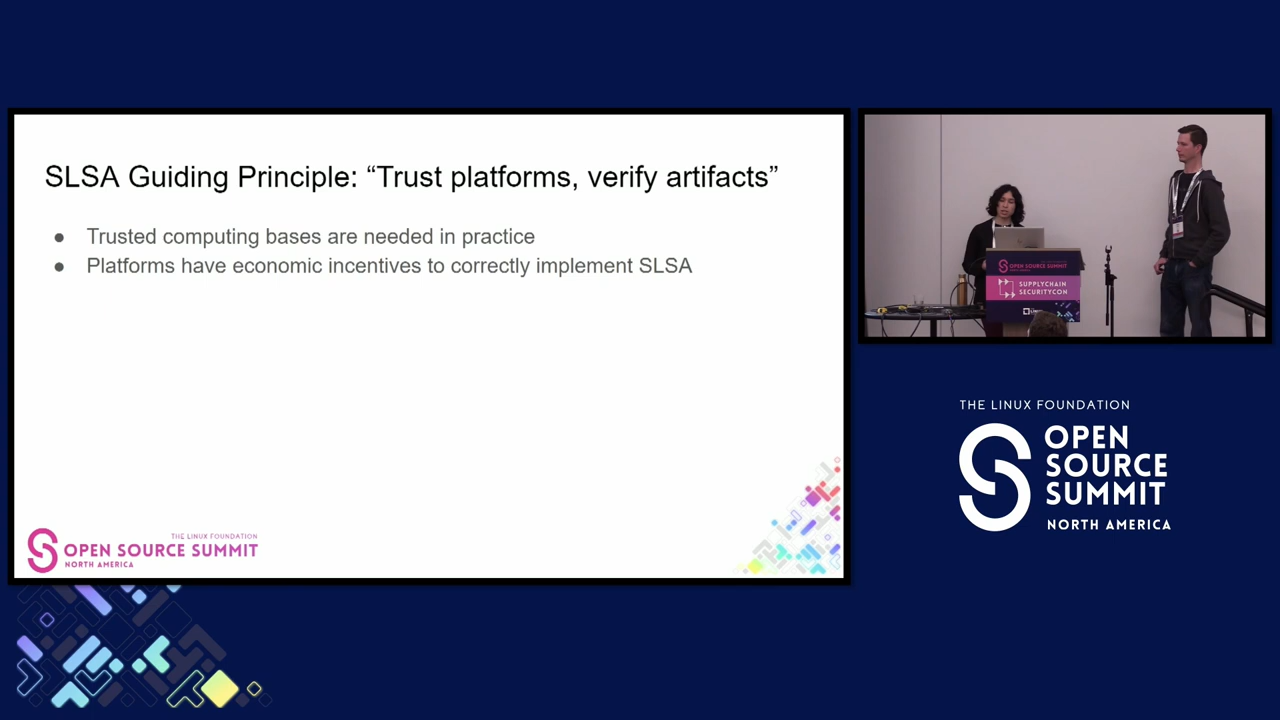 SLSA Guiding Principle: “Trust platforms, verify artifacts”
● Trusted computing bases are needed in practice
● Platforms have economic incentives to correctly implement SLSA
THE LINUX FOUNDATION
OPEN SOURCE SUMMIT
NORTH AMERICA
OPEN SOURCE SUMMIT
SUPPLYCHAIN
SECURITYCON
THE LINUX FOUNDATION
OPEN
SOURCE
SUMMIT
NORTH AMERICA